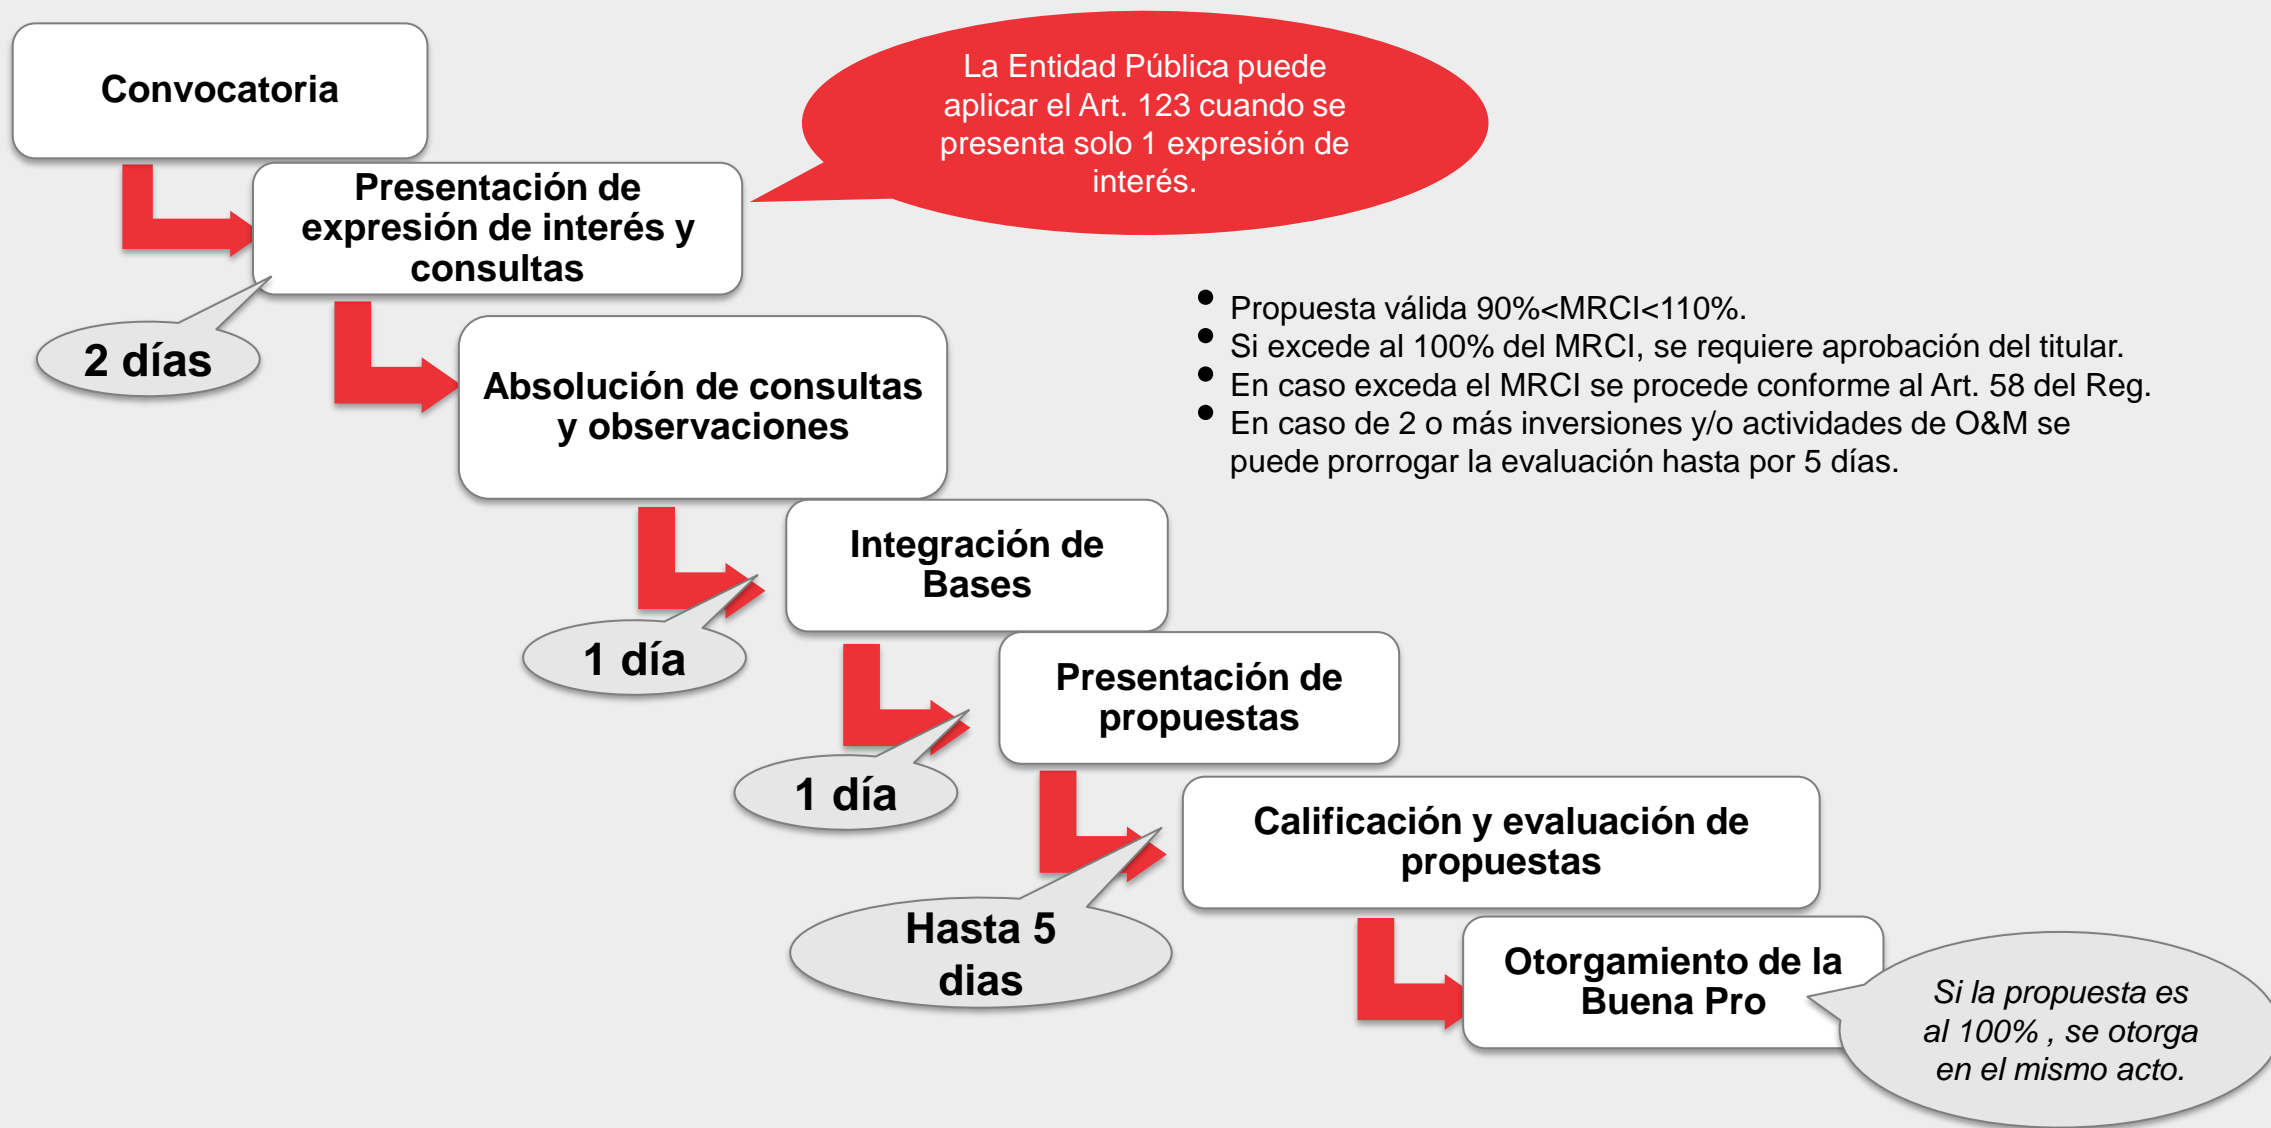 Convocatoria
La Entidad Pública puede
aplicar el Art. 123 cuando se
presenta solo 1 expresión de
interés.
Presentación de
expresión de interés y
consultas
2 días
• Propuesta válida 90%<MRCI<110%.
• Si excede al 100% del MRCI, se requiere aprobación del titular.
• En caso exceda el MRCI se procede conforme al Art. 58 del Reg.
• En caso de 2 o más inversiones y/o actividades de O&M se
puede prorrogar la evaluación hasta por 5 días.
Absolución de consultas
y observaciones
Integración de
Bases
1 día
Presentación de
propuestas
1 día
Calificación y evaluación de
propuestas
Hasta 5
dias
Otorgamiento de la
Buena Pro
Si la propuesta es
al 100% , se otorga
en el mismo acto.